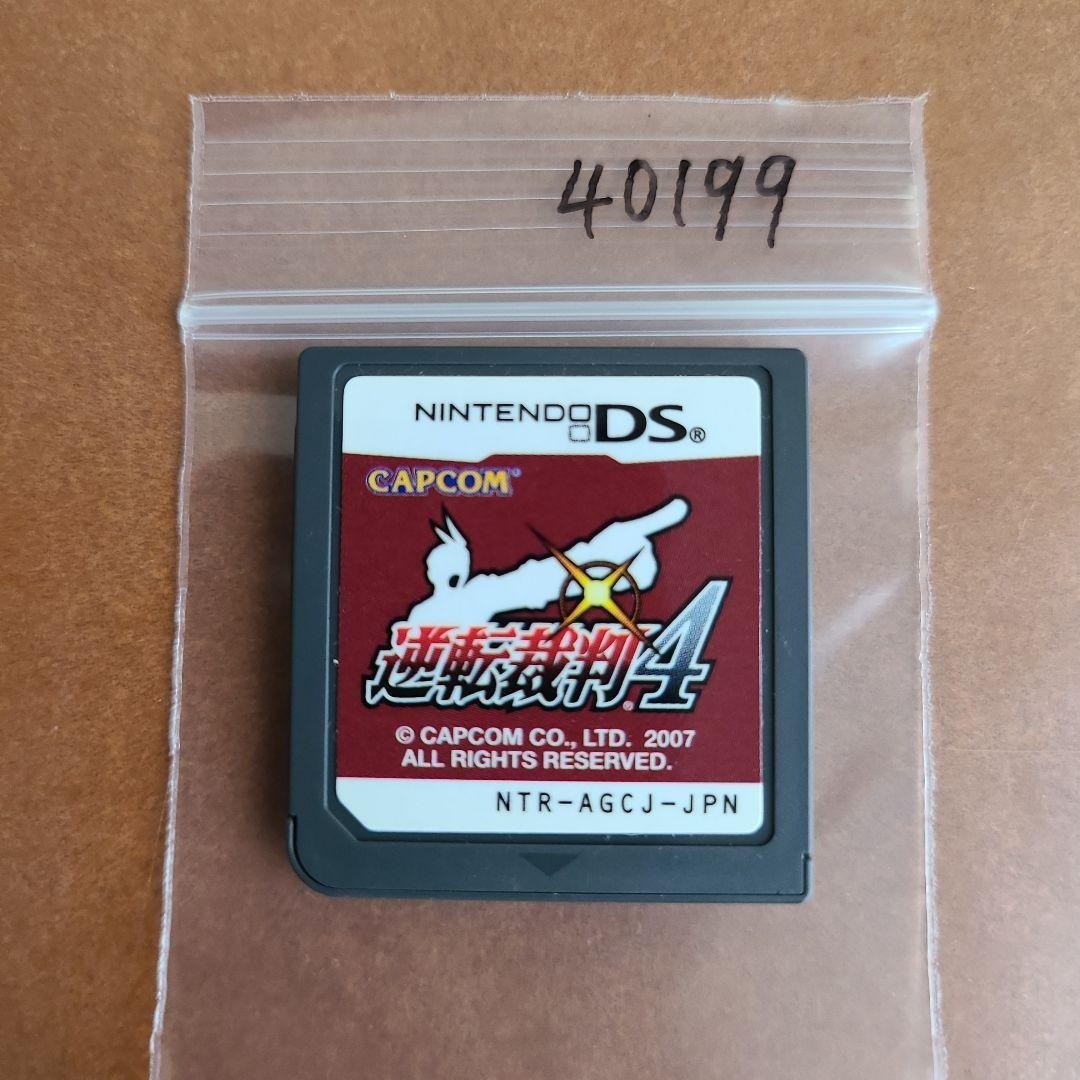 40199
NINTENDO DS®
CAPCOM®
逆転裁判®4
© CAPCOM CO., LTD. 2007
ALL RIGHTS RESERVED.
NTR-AGCJ-JPN